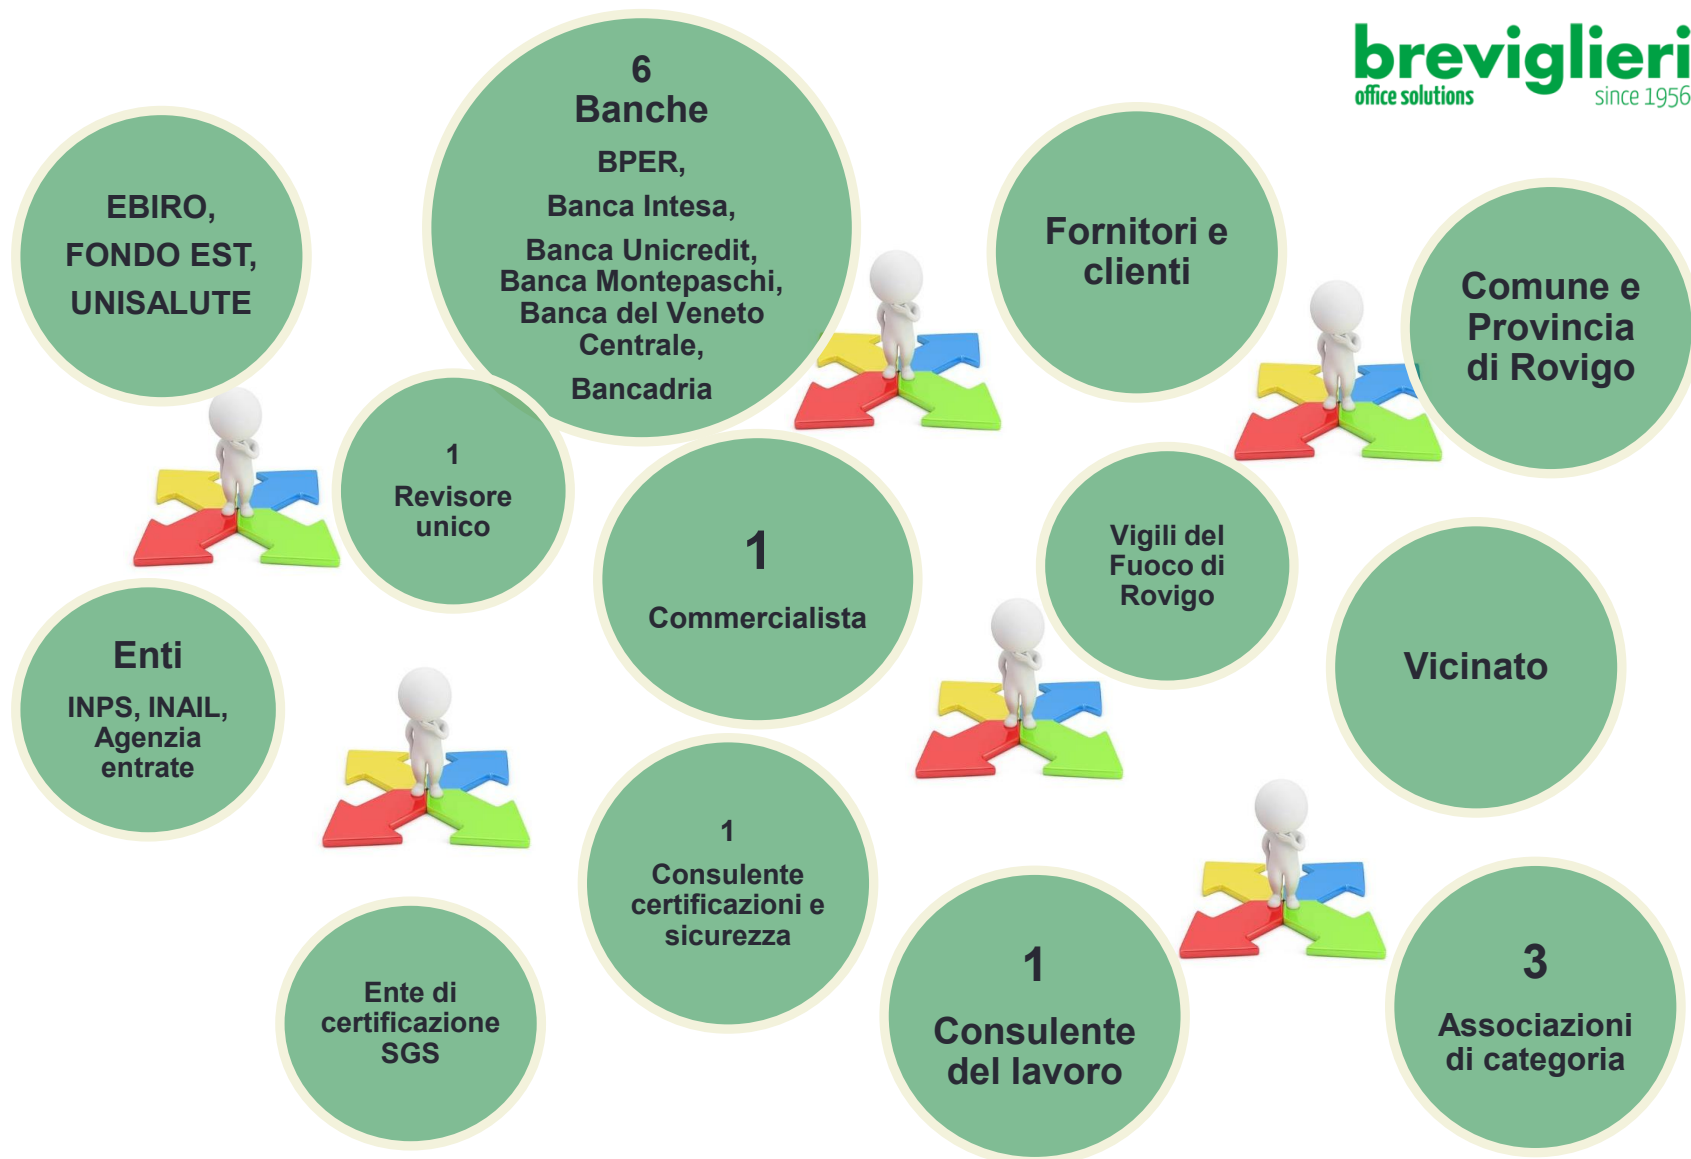 breviglieri
office solutions
since 1956
6
Banche
BPER,
Banca Intesa,
Banca Unicredit,
Banca Montepaschi,
Banca del Veneto
Centrale,
Bancadria
EBIRO,
FONDO EST,
UNISALUTE
Fornitori e
clienti
Comune e
Provincia
di Rovigo
1
Revisore
unico
1
Commercialista
Vigili del
Fuoco di
Rovigo
Vicinato
Enti
INPS, INAIL,
Agenzia
entrate
1
Consulente
certificazioni e
sicurezza
Ente di
certificazione
SGS
1
Consulente
del lavoro
3
Associazioni
di categoria